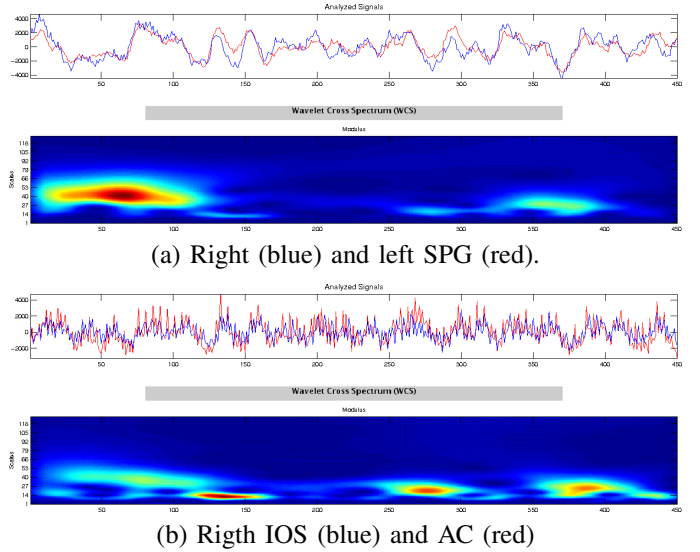 Analyzed Signals
4000
2000
0
−2000
−4000
50 100 150 200 250 300 350 400 450
Wavelet Cross Spectrum (WCS)
Modulus
Scales
118
105
92
79
66
53
40
27
14
1
50 100 150 200 250 300 350 400 450
(a) Right (blue) and left SPG (red).
Analyzed Signals
4000
2000
0
−2000
50 100 150 200 250 300 350 400 450
Wavelet Cross Spectrum (WCS)
Modulus
Scales
118
105
92
79
66
53
40
27
14
1
50 100 150 200 250 300 350 400 450
(b) Rigth IOS (blue) and AC (red)